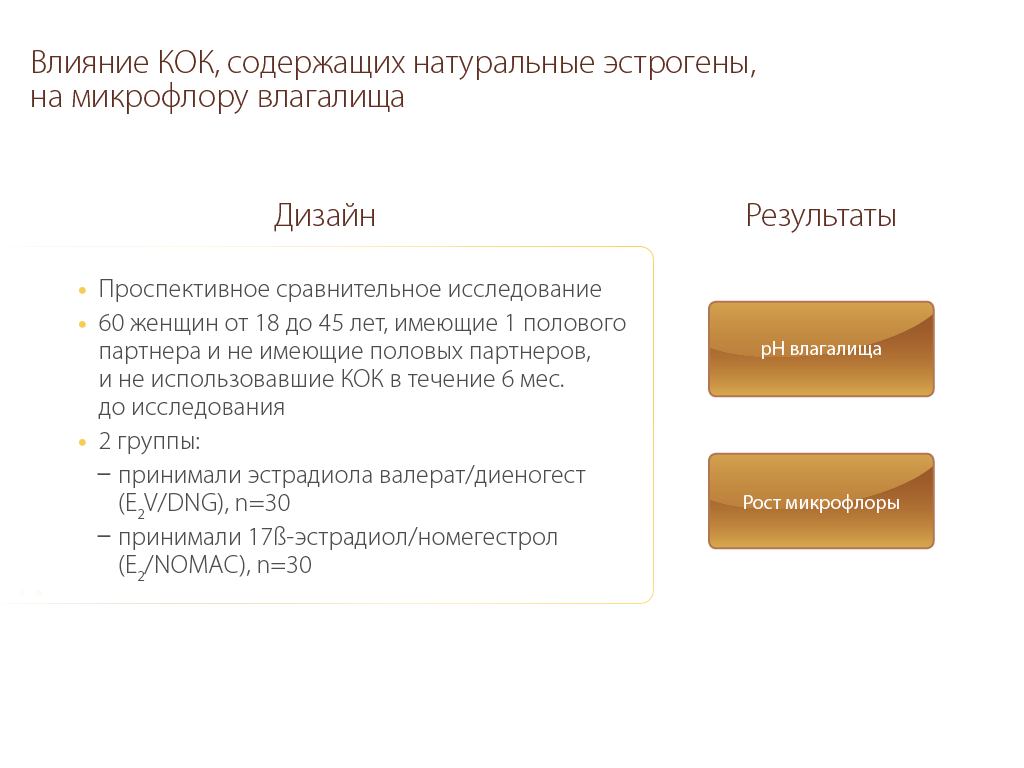 Влияние КОК, содержащих натуральные эстрогены,
на микрофлору влагалища
Дизайн
• Проспективное сравнительное исследование
• 60 женщин от 18 до 45 лет, имеющие 1 полового
партнера и не имеющие половых партнеров,
и не использовавшие КОК в течение 6 мес.
до исследования
• 2 группы:
– принимали эстрадиола валерат/диеногест
(E2V/DNG), n=30
– принимали 17ß-эстрадиол/номегестрол
(E2/NOMAC), n=30
Результаты
pH влагалища
Рост микрофлоры